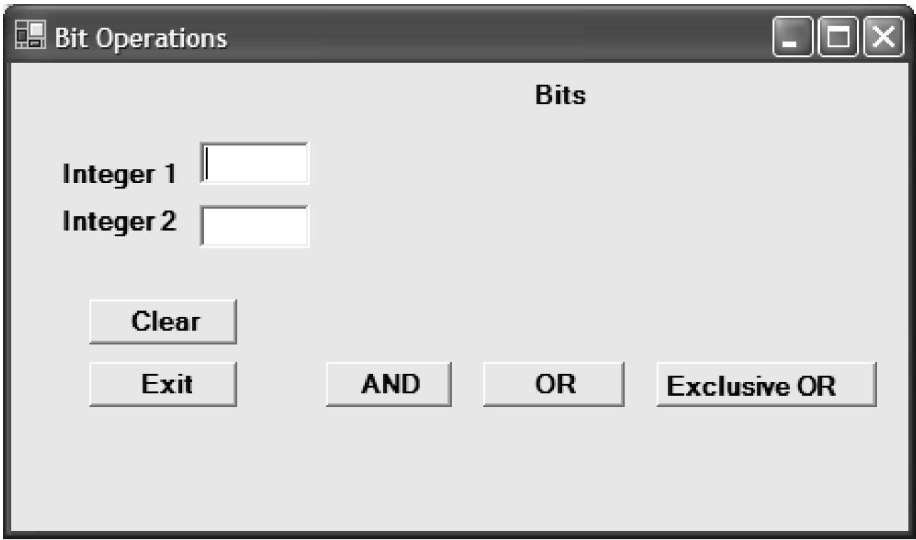 Bit Operations
Bits
Integer 1
Integer 2
Clear
Exit AND OR Exclusive OR